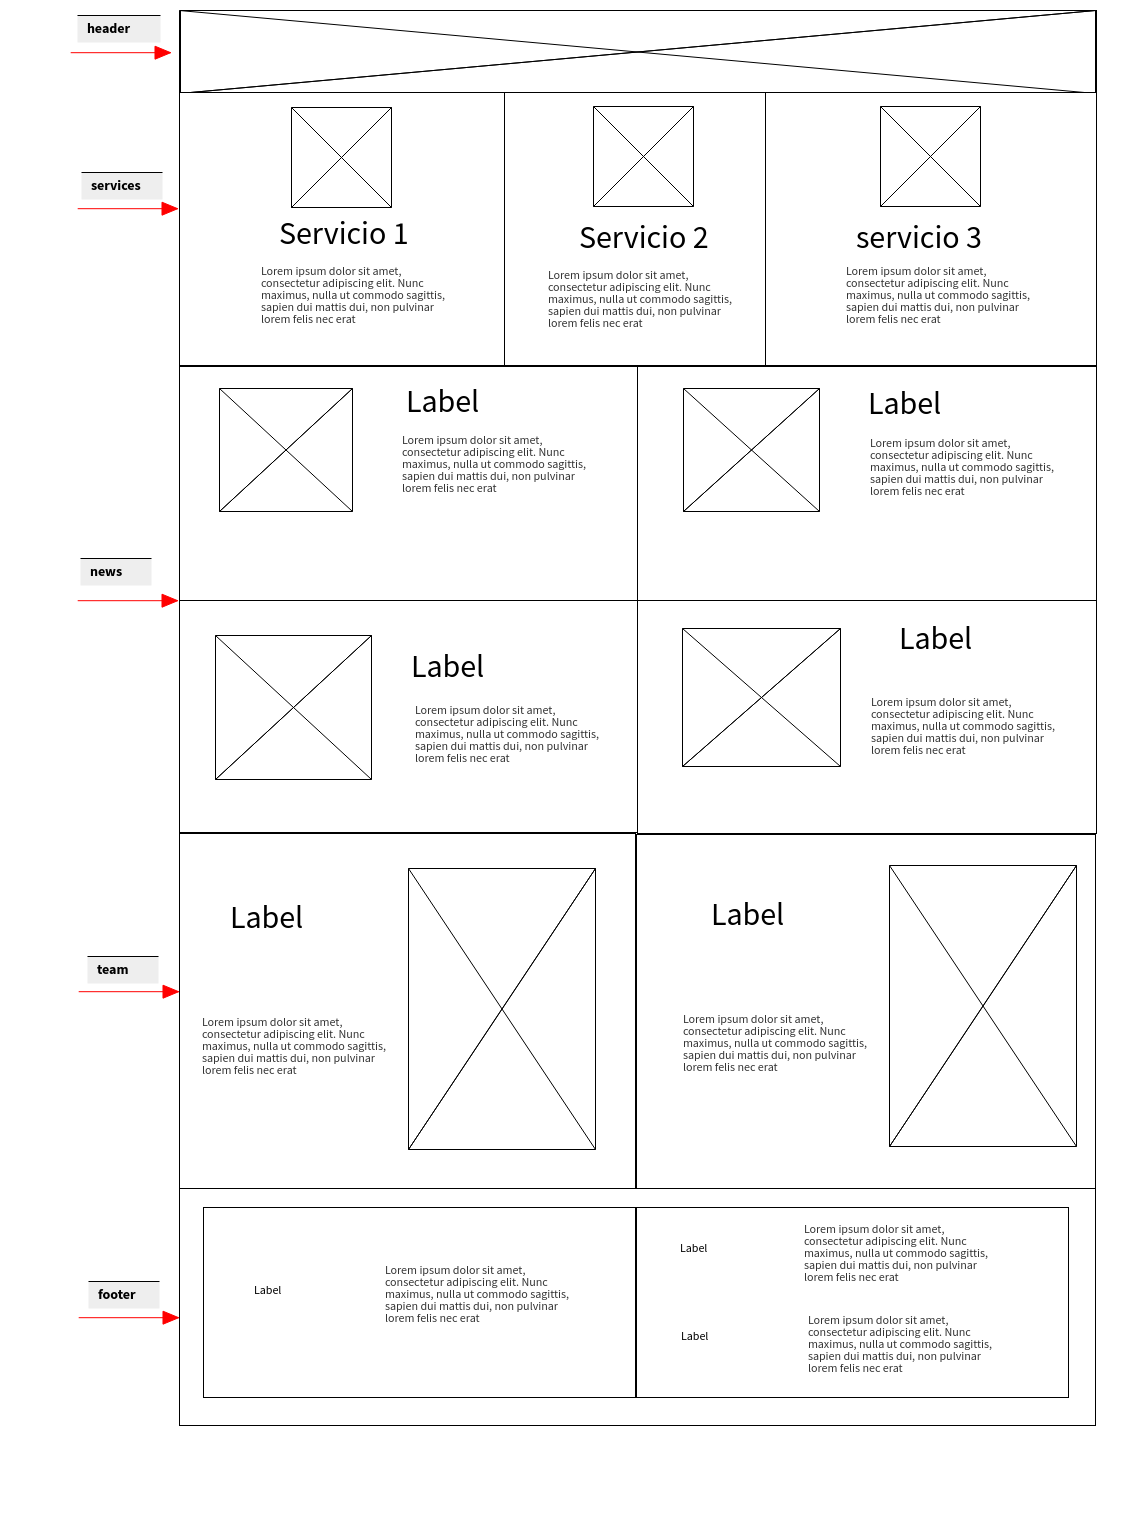 header
services
Servicio 1
Lorem ipsum dolor sit amet,
consectetur adipiscing elit. Nunc
maximus, nulla ut commodo sagittis,
sapien dui mattis dui, non pulvinar
lorem felis nec erat
Servicio 2
Lorem ipsum dolor sit amet,
consectetur adipiscing elit. Nunc
maximus, nulla ut commodo sagittis,
sapien dui mattis dui, non pulvinar
lorem felis nec erat
servicio 3
Lorem ipsum dolor sit amet,
consectetur adipiscing elit. Nunc
maximus, nulla ut commodo sagittis,
sapien dui mattis dui, non pulvinar
lorem felis nec erat
news
Label
Lorem ipsum dolor sit amet,
consectetur adipiscing elit. Nunc
maximus, nulla ut commodo sagittis,
sapien dui mattis dui, non pulvinar
lorem felis nec erat
Label
Lorem ipsum dolor sit amet,
consectetur adipiscing elit. Nunc
maximus, nulla ut commodo sagittis,
sapien dui mattis dui, non pulvinar
lorem felis nec erat
Label
Lorem ipsum dolor sit amet,
consectetur adipiscing elit. Nunc
maximus, nulla ut commodo sagittis,
sapien dui mattis dui, non pulvinar
lorem felis nec erat
Label
Lorem ipsum dolor sit amet,
consectetur adipiscing elit. Nunc
maximus, nulla ut commodo sagittis,
sapien dui mattis dui, non pulvinar
lorem felis nec erat
team
Label
Lorem ipsum dolor sit amet,
consectetur adipiscing elit. Nunc
maximus, nulla ut commodo sagittis,
sapien dui mattis dui, non pulvinar
lorem felis nec erat
Label
Lorem ipsum dolor sit amet,
consectetur adipiscing elit. Nunc
maximus, nulla ut commodo sagittis,
sapien dui mattis dui, non pulvinar
lorem felis nec erat
footer
Label
Lorem ipsum dolor sit amet,
consectetur adipiscing elit. Nunc
maximus, nulla ut commodo sagittis,
sapien dui mattis dui, non pulvinar
lorem felis nec erat
Label
Lorem ipsum dolor sit amet,
consectetur adipiscing elit. Nunc
maximus, nulla ut commodo sagittis,
sapien dui mattis dui, non pulvinar
lorem felis nec erat
Label
Lorem ipsum dolor sit amet,
consectetur adipiscing elit. Nunc
maximus, nulla ut commodo sagittis,
sapien dui mattis dui, non pulvinar
lorem felis nec erat